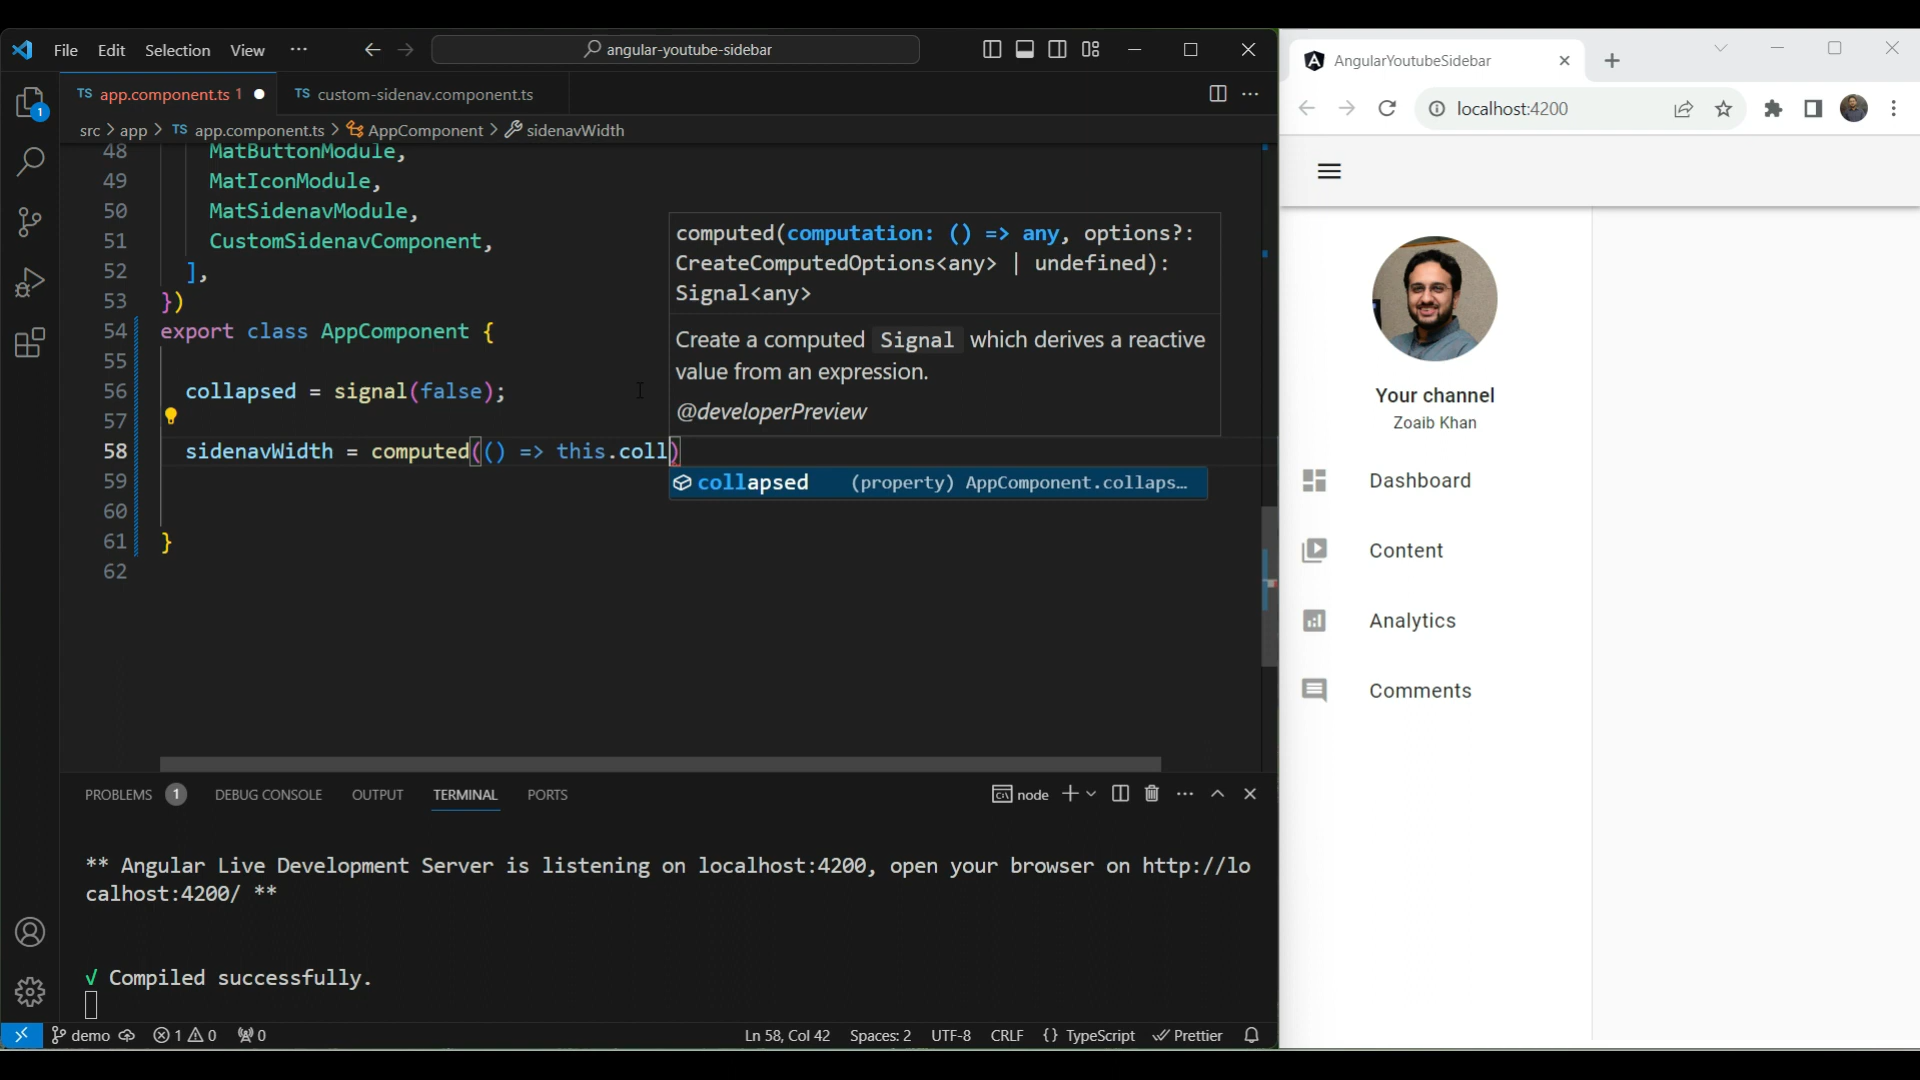 File Edit Selection View ···
angular-youtube-sidebar
TS app.component.ts 1
TS custom-sidenav.component.ts
src > app > TS app.component.ts > AppComponent > sidenavWidth
48 MatButtonModule,
49 MatIconModule,
50 MatSidenavModule,
51 CustomSidenavComponent,
52 ],
53 })
54 export class AppComponent {
55
56 collapsed = signal(false);
57
58 sidenavWidth = computed(() => this.coll)
59
60
61 }
62
computed(computation: () => any, options?:
CreateComputedOptions<any> | undefined):
Signal<any>
Create a computed Signal which derives a reactive
value from an expression.
@developerPreview
collapsed (property) AppComponent.collaps…
1
PROBLEMS 1 DEBUG CONSOLE OUTPUT TERMINAL PORTS
node
** Angular Live Development Server is listening on localhost:4200, open your browser on http://lo
calhost:4200/ **
√ Compiled successfully.
demo 1 0 0 Ln 58, Col 42 Spaces: 2 UTF-8 CRLF {} TypeScript Prettier
AngularYoutubeSidebar
localhost:4200
Your channel
Zoaib Khan
Dashboard
Content
Analytics
Comments